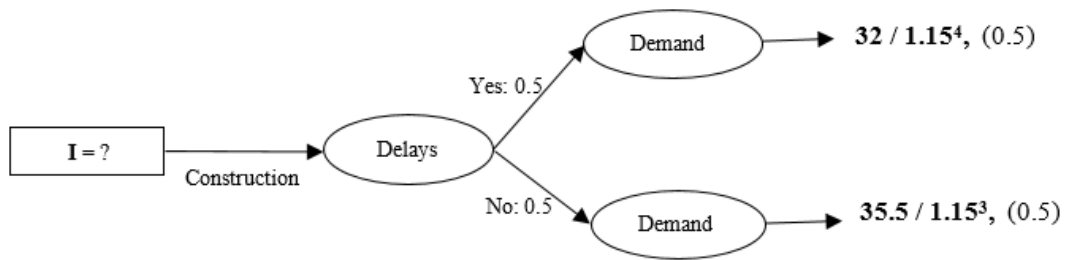 Demand
32 / 1.15⁴, (0.5)
Yes: 0.5
I = ?
Delays
Construction
No: 0.5
Demand
35.5 / 1.15³, (0.5)